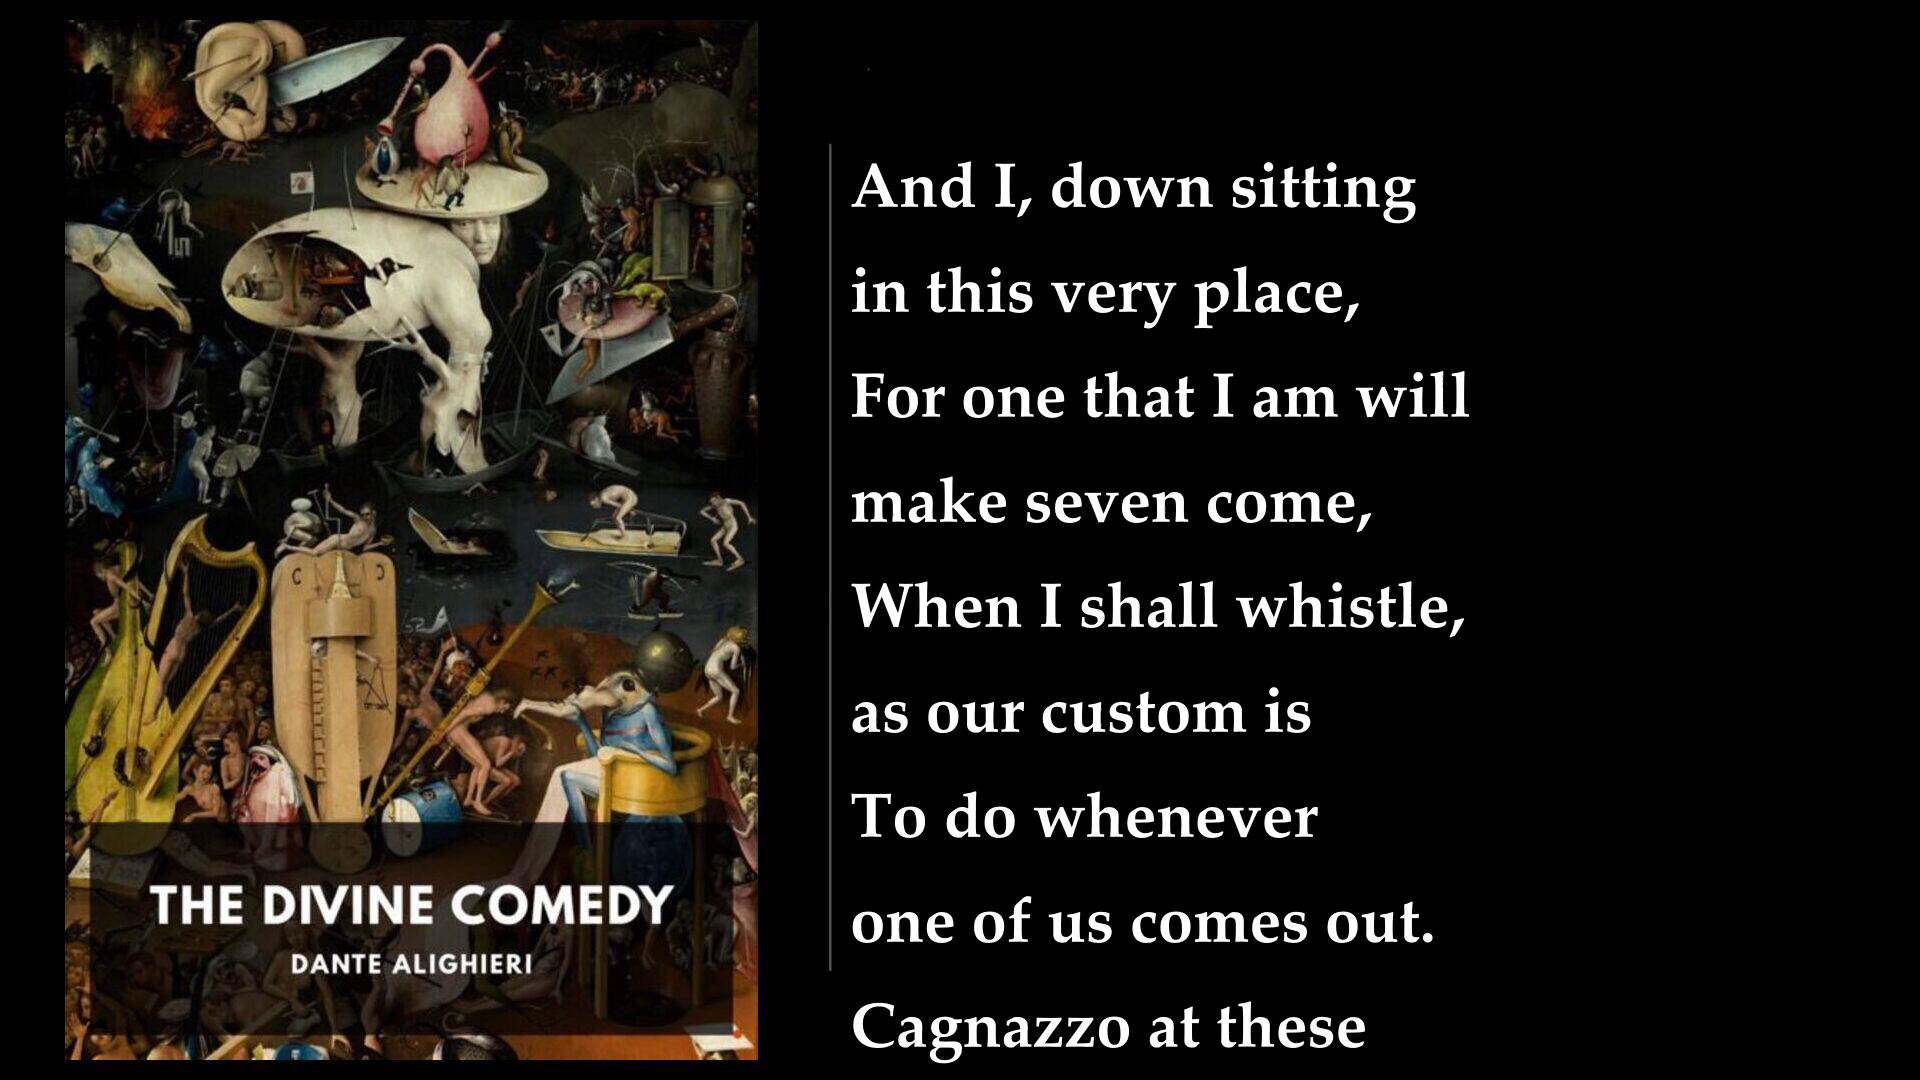 THE DIVINE COMEDY
DANTE ALIGHIERI
And I, down sitting
in this very place,
For one that I am will
make seven come,
When I shall whistle,
as our custom is
To do whenever
one of us comes out.
Cagnazzo at these